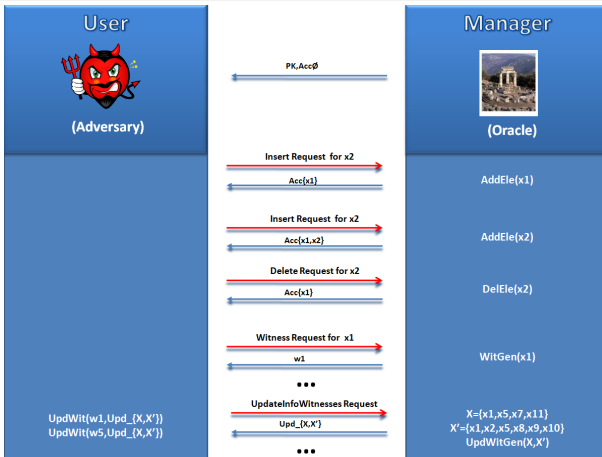 User
Manager
PK,AccØ
(Adversary)
(Oracle)
Insert Request for x2
Acc{x1}
AddEle(x1)
Insert Request for x2
Acc{x1,x2}
AddEle(x2)
Delete Request for x2
Acc{x1}
DelEle(x2)
Witness Request for x1
w1
WitGen(x1)
...
UpdateInfoWitnesses Request
Upd_{X,X'}
UpdWit(w1,Upd_{X,X'})
UpdWit(w5,Upd_{X,X'})
X={x1,x5,x7,x11}
X'={x1,x2,x5,x8,x9,x10}
UpdWitGen(X,X')
...